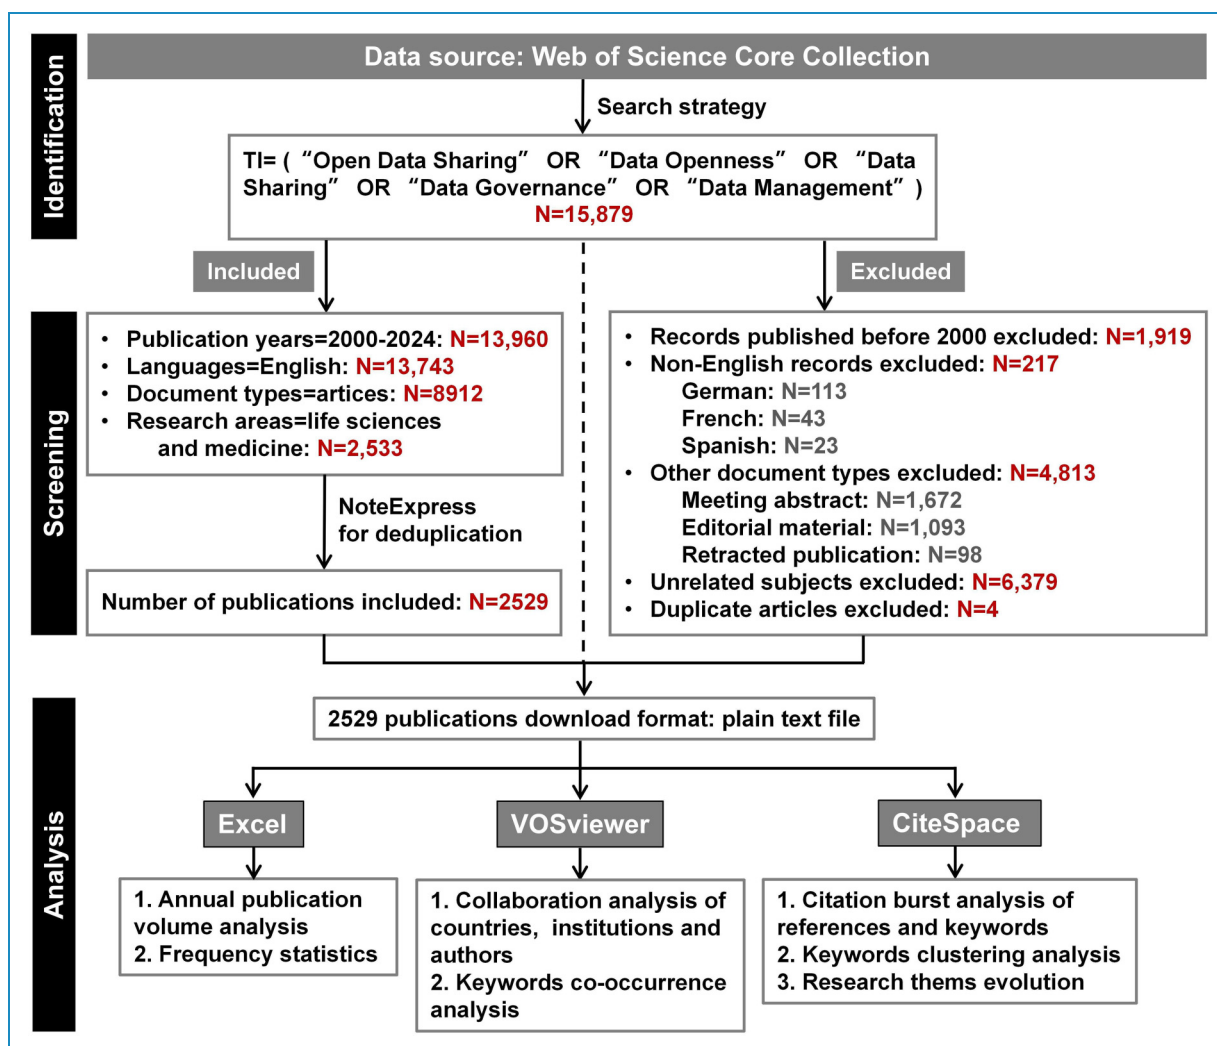 Identification
Data source: Web of Science Core Collection
Search strategy
TI= ( “Open Data Sharing” OR “Data Openness” OR “Data
Sharing” OR “Data Governance” OR “Data Management” )
N=15,879
Included
Excluded
Screening
• Publication years=2000-2024: N=13,960
• Languages=English: N=13,743
• Document types=artices: N=8912
• Research areas=life sciences
and medicine: N=2,533
NoteExpress
for deduplication
Number of publications included: N=2529
• Records published before 2000 excluded: N=1,919
• Non-English records excluded: N=217
German: N=113
French: N=43
Spanish: N=23
• Other document types excluded: N=4,813
Meeting abstract: N=1,672
Editorial material: N=1,093
Retracted publication: N=98
• Unrelated subjects excluded: N=6,379
• Duplicate articles excluded: N=4
Analysis
2529 publications download format: plain text file
Excel
VOSviewer
CiteSpace
1. Annual publication
volume analysis
2. Frequency statistics
1. Collaboration analysis of
countries, institutions and
authors
2. Keywords co-occurrence
analysis
1. Citation burst analysis of
references and keywords
2. Keywords clustering analysis
3. Research thems evolution